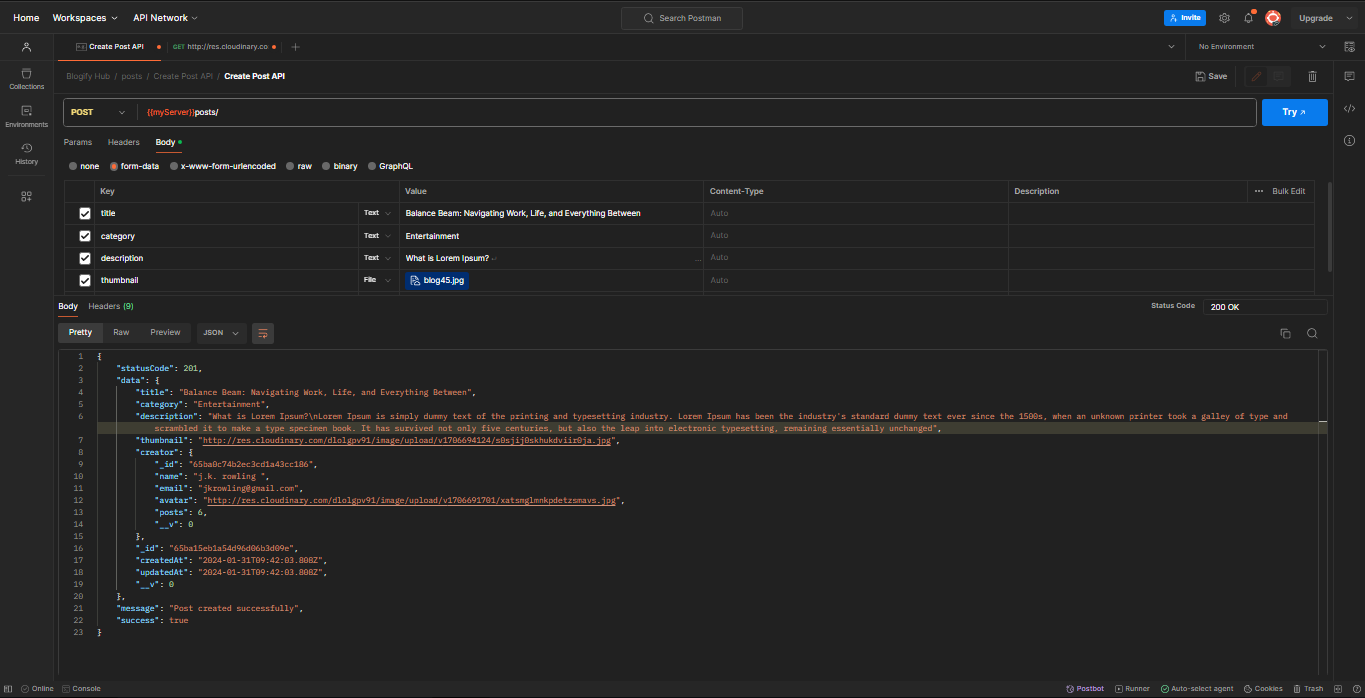 Home Workspaces API Network Search Postman Invite Upgrade
Create Post API GET http://res.cloudinary.co No Environment
Blogify Hub / posts / Create Post API / Create Post API Save
Collections
Environments
History
POST {{myServer}}posts/ Try
Params Headers Body
none form-data x-www-form-urlencoded raw binary GraphQL
Key Value Content-Type Description Bulk Edit
title Text Balance Beam: Navigating Work, Life, and Everything Between Auto
category Text Entertainment Auto
description Text What is Lorem Ipsum? ... Auto
thumbnail File blog45.jpg Auto
Body Headers (9) Status Code 200 OK
Pretty Raw Preview JSON
1 {
2 "statusCode": 201,
3 "data": {
4 "title": "Balance Beam: Navigating Work, Life, and Everything Between",
5 "category": "Entertainment",
6 "description": "What is Lorem Ipsum?\nLorem Ipsum is simply dummy text of the printing and typesetting industry. Lorem Ipsum has been the industry's standard dummy text ever since the 1500s, when an unknown printer took a galley of type and
scrambled it to make a type specimen book. It has survived not only five centuries, but also the leap into electronic typesetting, remaining essentially unchanged",
7 "thumbnail": "http://res.cloudinary.com/dlolgpv91/image/upload/v1706694124/s0sjij0skhukdviir0ja.jpg",
8 "creator": {
9 "_id": "65ba0c74b2ec3cd1a43cc186",
10 "name": "j.k. rowling ",
11 "email": "jkrowling@gmail.com",
12 "avatar": "http://res.cloudinary.com/dlolgpv91/image/upload/v1706691701/xatsmglmnkpdetzsmavs.jpg",
13 "posts": 6,
14 "__v": 0
15 },
16 "_id": "65ba15eb1a54d96d06b3d09e",
17 "createdAt": "2024-01-31T09:42:03.808Z",
18 "updatedAt": "2024-01-31T09:42:03.808Z",
19 "__v": 0
20 },
21 "message": "Post created successfully",
22 "success": true
23 }
Online Console Postbot Runner Auto-select agent Cookies Trash